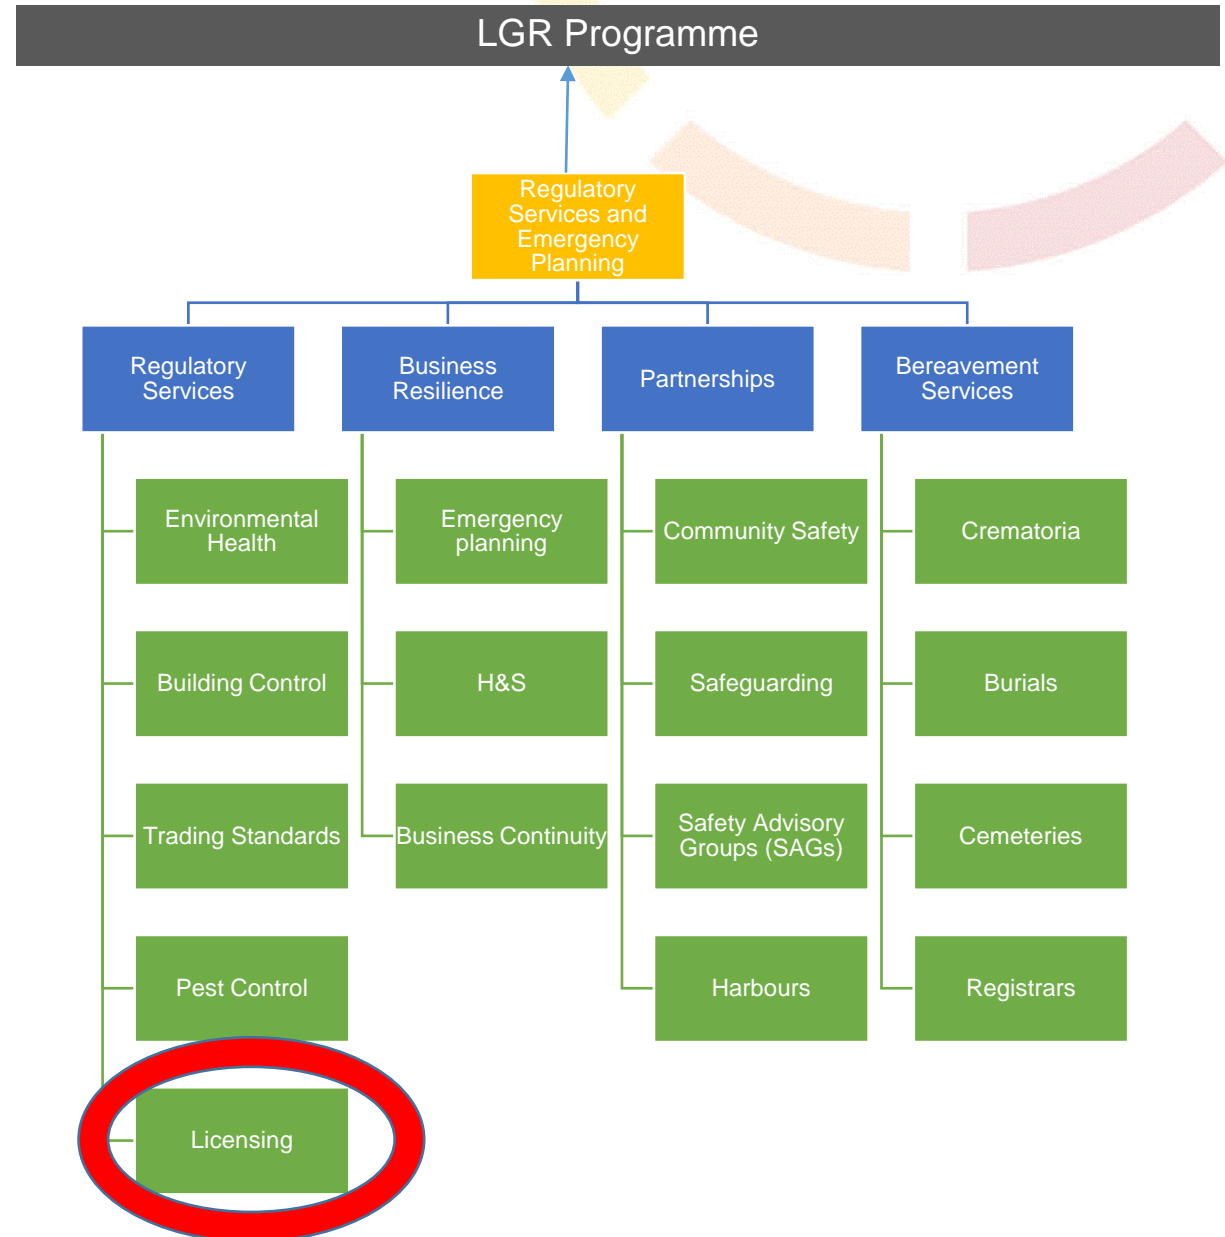 LGR Programme
Regulatory
Services and
Emergency
Planning
Regulatory
Services
Business
Resilience
Partnerships
Bereavement
Services
Environmental
Health
Emergency
planning
Community Safety
Crematoria
Building Control
H&S
Safeguarding
Burials
Trading Standards
Business Continuity
Safety Advisory
Groups (SAGs)
Cemeteries
Pest Control
Harbours
Registrars
Licensing